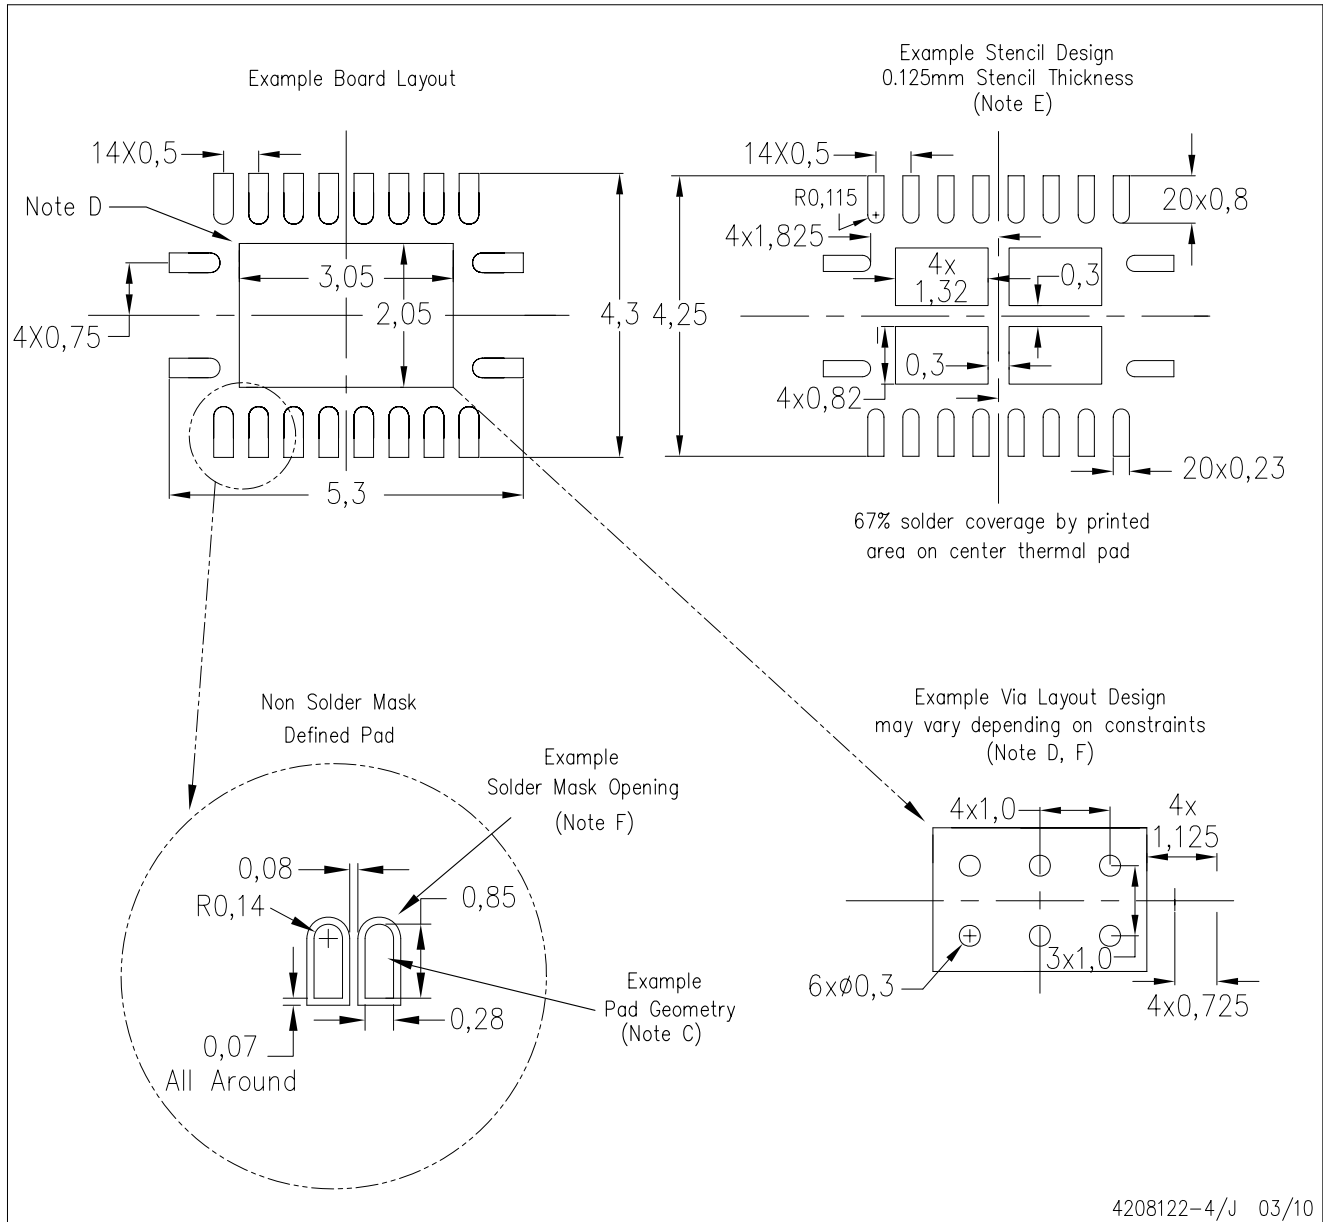 Example Board Layout
14X0,5
Note D
3,05
2,05
4,3
4X0,75
5,3
Example Stencil Design
0.125mm Stencil Thickness
(Note E)
14X0,5
R0,115
20x0,8
4x1,825
4x
1,32
0,3
4,25
0,3
4x0,82
20x0,23
67% solder coverage by printed
area on center thermal pad
Non Solder Mask
Defined Pad
Example
Solder Mask Opening
(Note F)
0,08
R0,14
0,85
Example
Pad Geometry
(Note C)
0,28
0,07
All Around
Example Via Layout Design
may vary depending on constraints
(Note D, F)
4x1,0
4x
1,125
3x1,0
6xø0,3
4x0,725
4208122-4/J 03/10